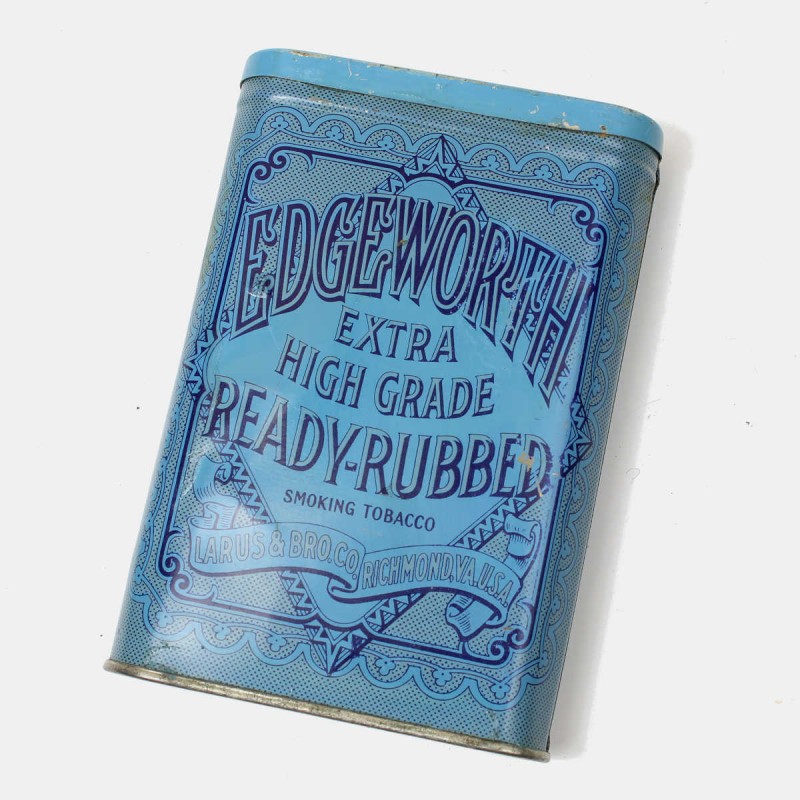 EDGEWORTH
EXTRA
HIGH GRADE
READY-RUBBED
SMOKING TOBACCO
LARUS & BRO. CO.
RICHMOND, VA. U.S.A.